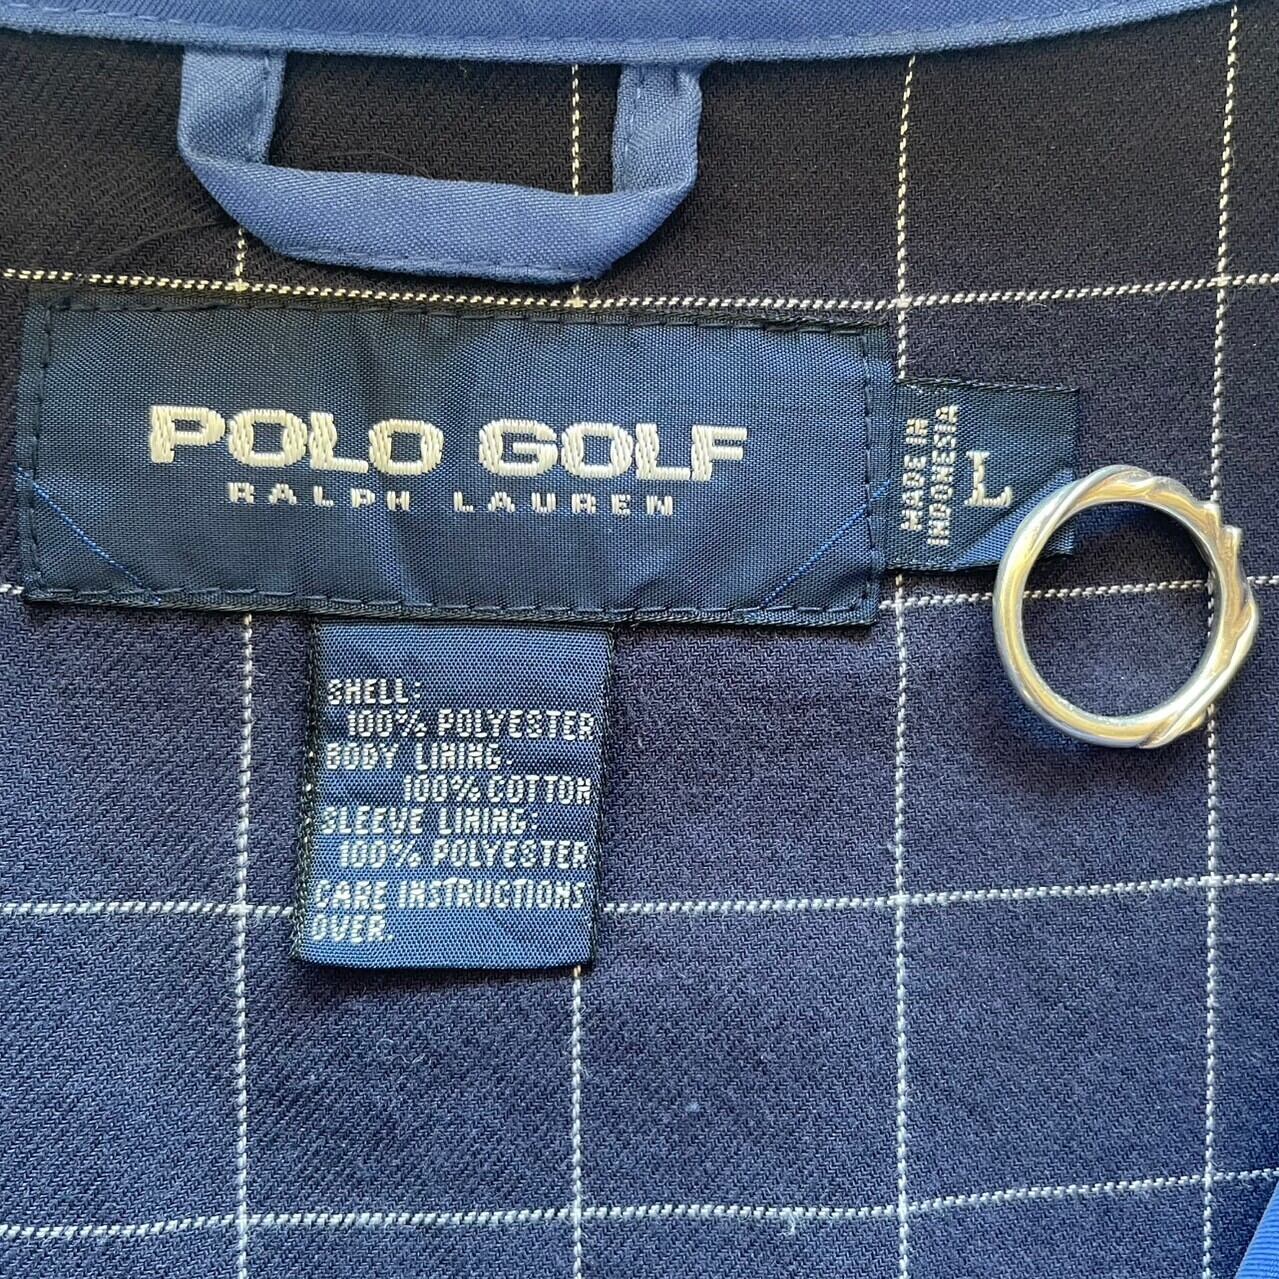 POLO GOLF
RALPH LAUREN
MADE IN
INDONESIA
L
SHELL:
100% POLYESTER
BODY LINING:
100% COTTON
SLEEVE LINING:
100% POLYESTER
CARE INSTRUCTIONS
OVER.